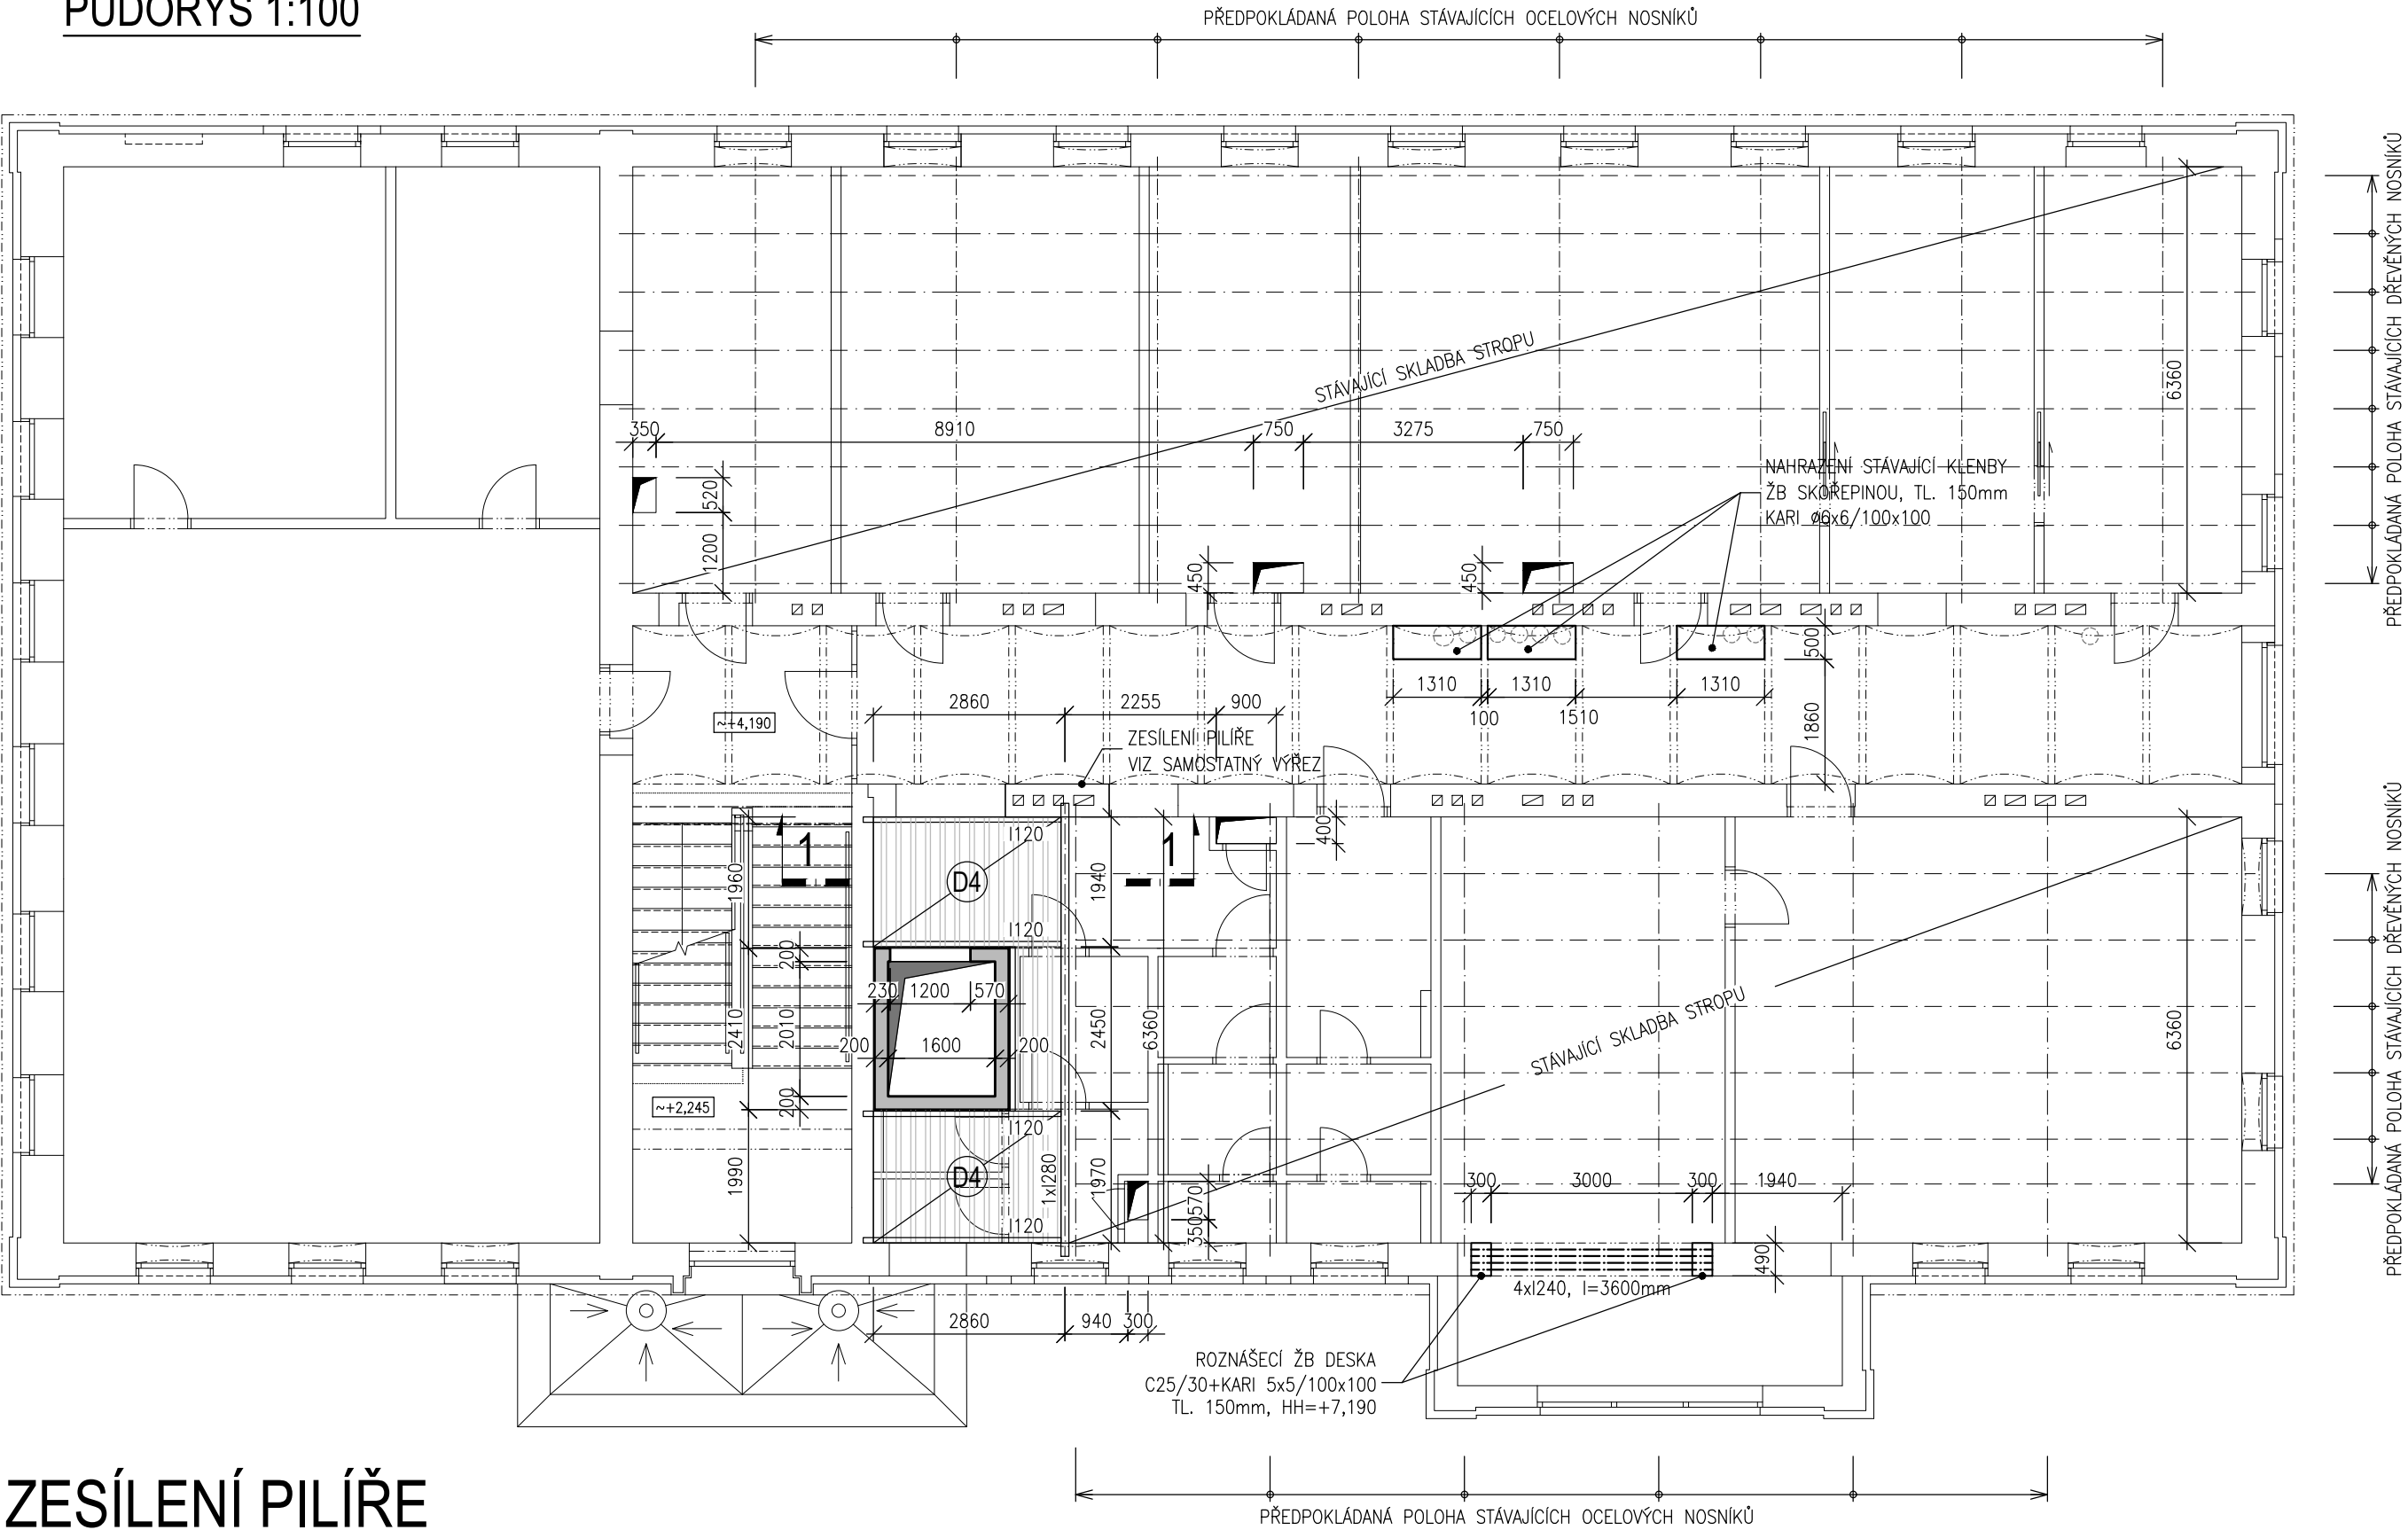 PŮDORYS 1:100
PŘEDPOKLÁDANÁ POLOHA STÁVAJÍCÍCH OCELOVÝCH NOSNÍKŮ
PŘEDPOKLÁDANÁ POLOHA STÁVAJÍCÍCH DŘEVĚNÝCH NOSNÍKŮ
STÁVAJÍCÍ SKLADBA STROPU
6360
350
8910
750
3275
750
520
1200
450
450
NAHRAZENÍ STÁVAJÍCÍ KLENBY
ŽB SKOŘEPINOU, TL. 150mm
KARI ø6x6/100x100
500
1310
1310
1310
100
1510
1860
2860
2255
900
~+4,190
ZESÍLENÍ PILÍŘE
VIZ SAMOSTATNÝ VÝŘEZ
PŘEDPOKLÁDANÁ POLOHA STÁVAJÍCÍCH DŘEVĚNÝCH NOSNÍKŮ
1
1
I120
D4
I120
400
1960
1940
200
230
1200
570
2410
2010
2450
6360
200
1600
200
200
~+2,245
I120
D4
I120
1990
1xI280
1970
570
350
STÁVAJÍCÍ SKLADBA STROPU
6360
300
3000
300
1940
490
4xI240, l=3600mm
2860
940
300
ROZNÁŠECÍ ŽB DESKA
C25/30+KARI 5x5/100x100
TL. 150mm, HH=+7,190
ZESÍLENÍ PILÍŘE
PŘEDPOKLÁDANÁ POLOHA STÁVAJÍCÍCH OCELOVÝCH NOSNÍKŮ